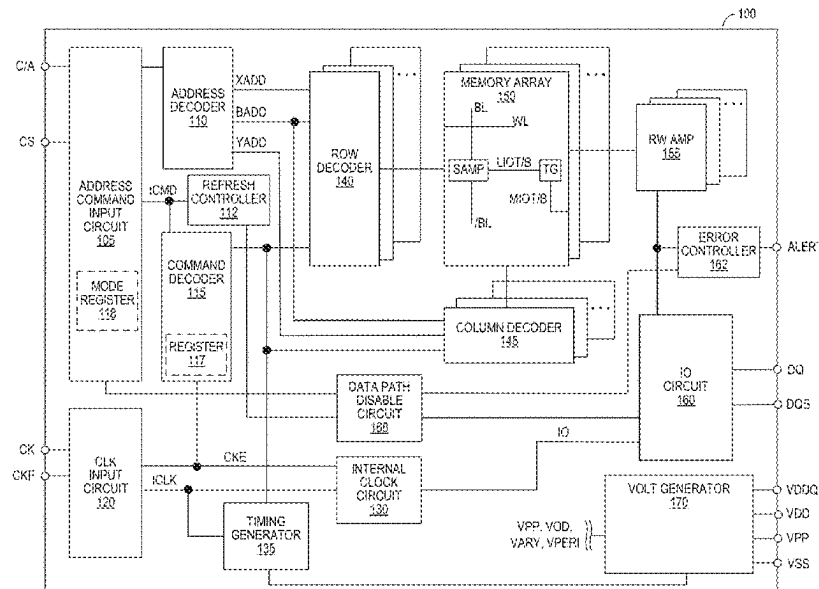 100
C/A
CS
ADDRESS
COMMAND
INPUT
CIRCUIT
105
MODE
REGISTER
118
ADDRESS
DECODER
110
XADD
BADD
YADD
ICMD
REFRESH
CONTROLLER
112
COMMAND
DECODER
115
REGISTER
117
ROW
DECODER
140
MEMORY ARRAY
150
BL
WL
SAMP
LIOT/B
TG
MIOT/B
/BL
RW AMP
155
ERROR
CONTROLLER
162
ALERT
COLUMN DECODER
145
IO
CIRCUIT
160
DQ
DQS
DATA PATH
DISABLE
CIRCUIT
IO
CK
CKF
CLK
INPUT
CIRCUIT
120
CKE
ICLK
INTERNAL
CLOCK
CIRCUIT
130
TIMING
GENERATOR
135
VOLT GENERATOR
170
VPP, VOD,
VARY, VPERI
VDDQ
VDD
VPP
VSS